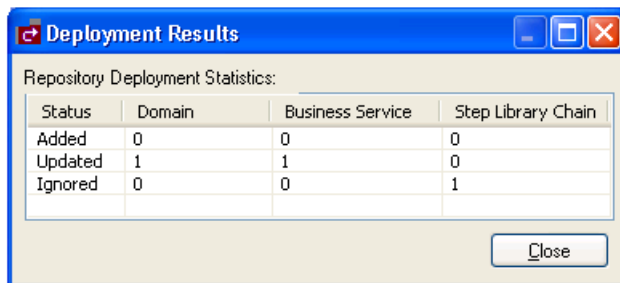 Deployment Results
Repository Deployment Statistics:
Status Domain Business Service Step Library Chain
Added 0 0 0
Updated 1 1 0
Ignored 0 0 1
Close